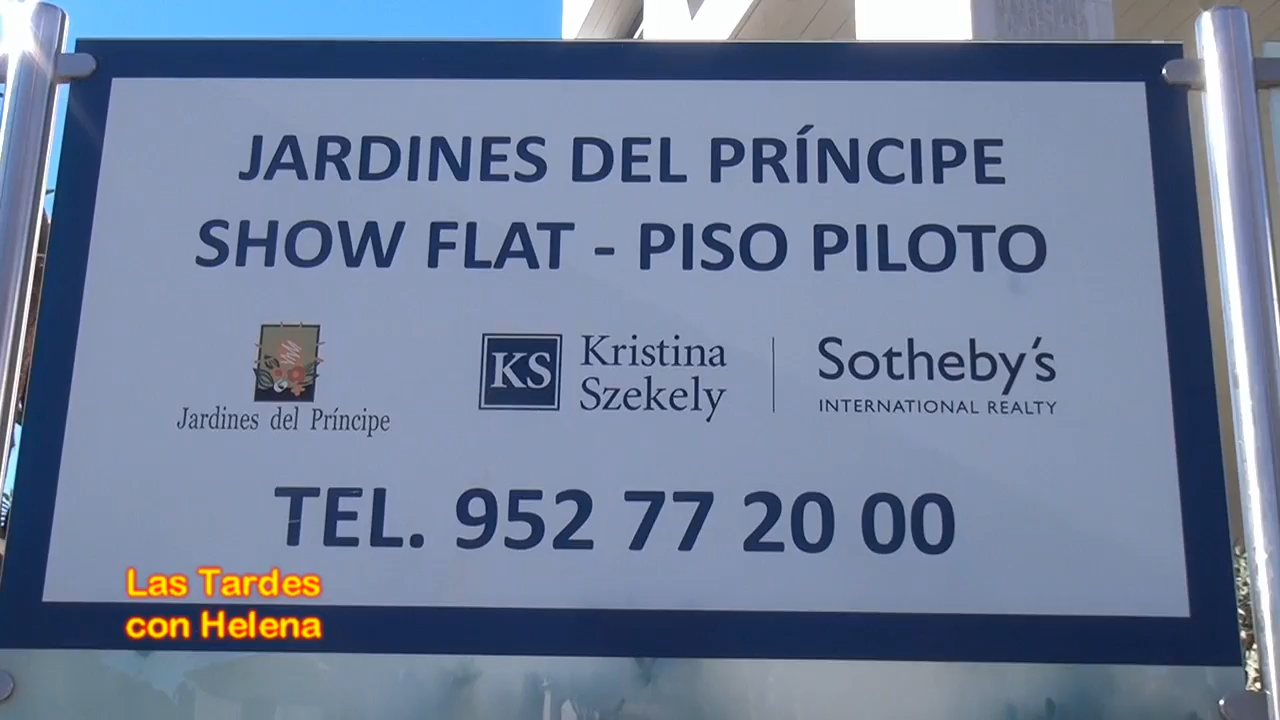 JARDINES DEL PRÍNCIPE
SHOW FLAT - PISO PILOTO
Jardines del Príncipe
KS
Kristina
Szekely
Sotheby's
INTERNATIONAL REALTY
TEL. 952 77 20 00
Las Tardes
con Helena